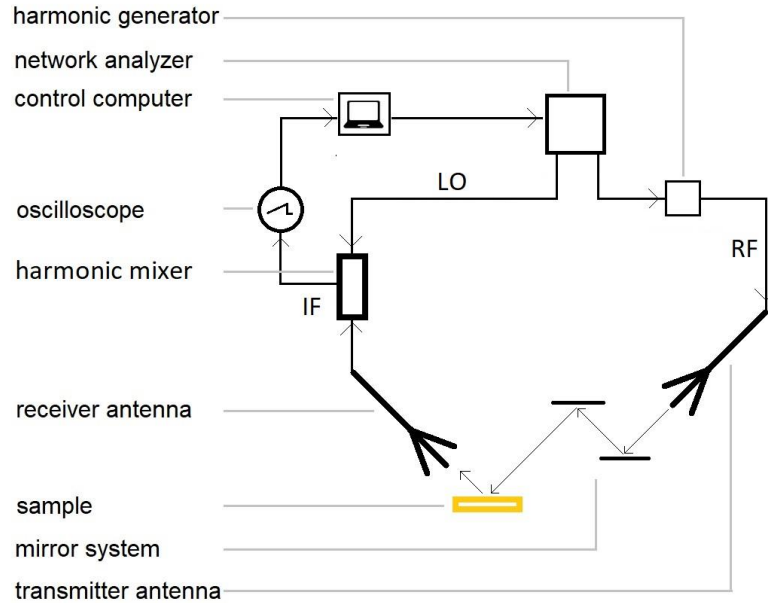 harmonic generator
network analyzer
control computer
LO
oscilloscope
RF
harmonic mixer
IF
receiver antenna
sample
mirror system
transmitter antenna